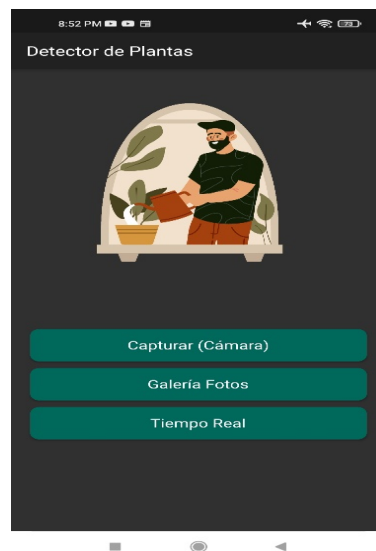 8:52 PM
Detector de Plantas
Capturar (Cámara)
Galería Fotos
Tiempo Real